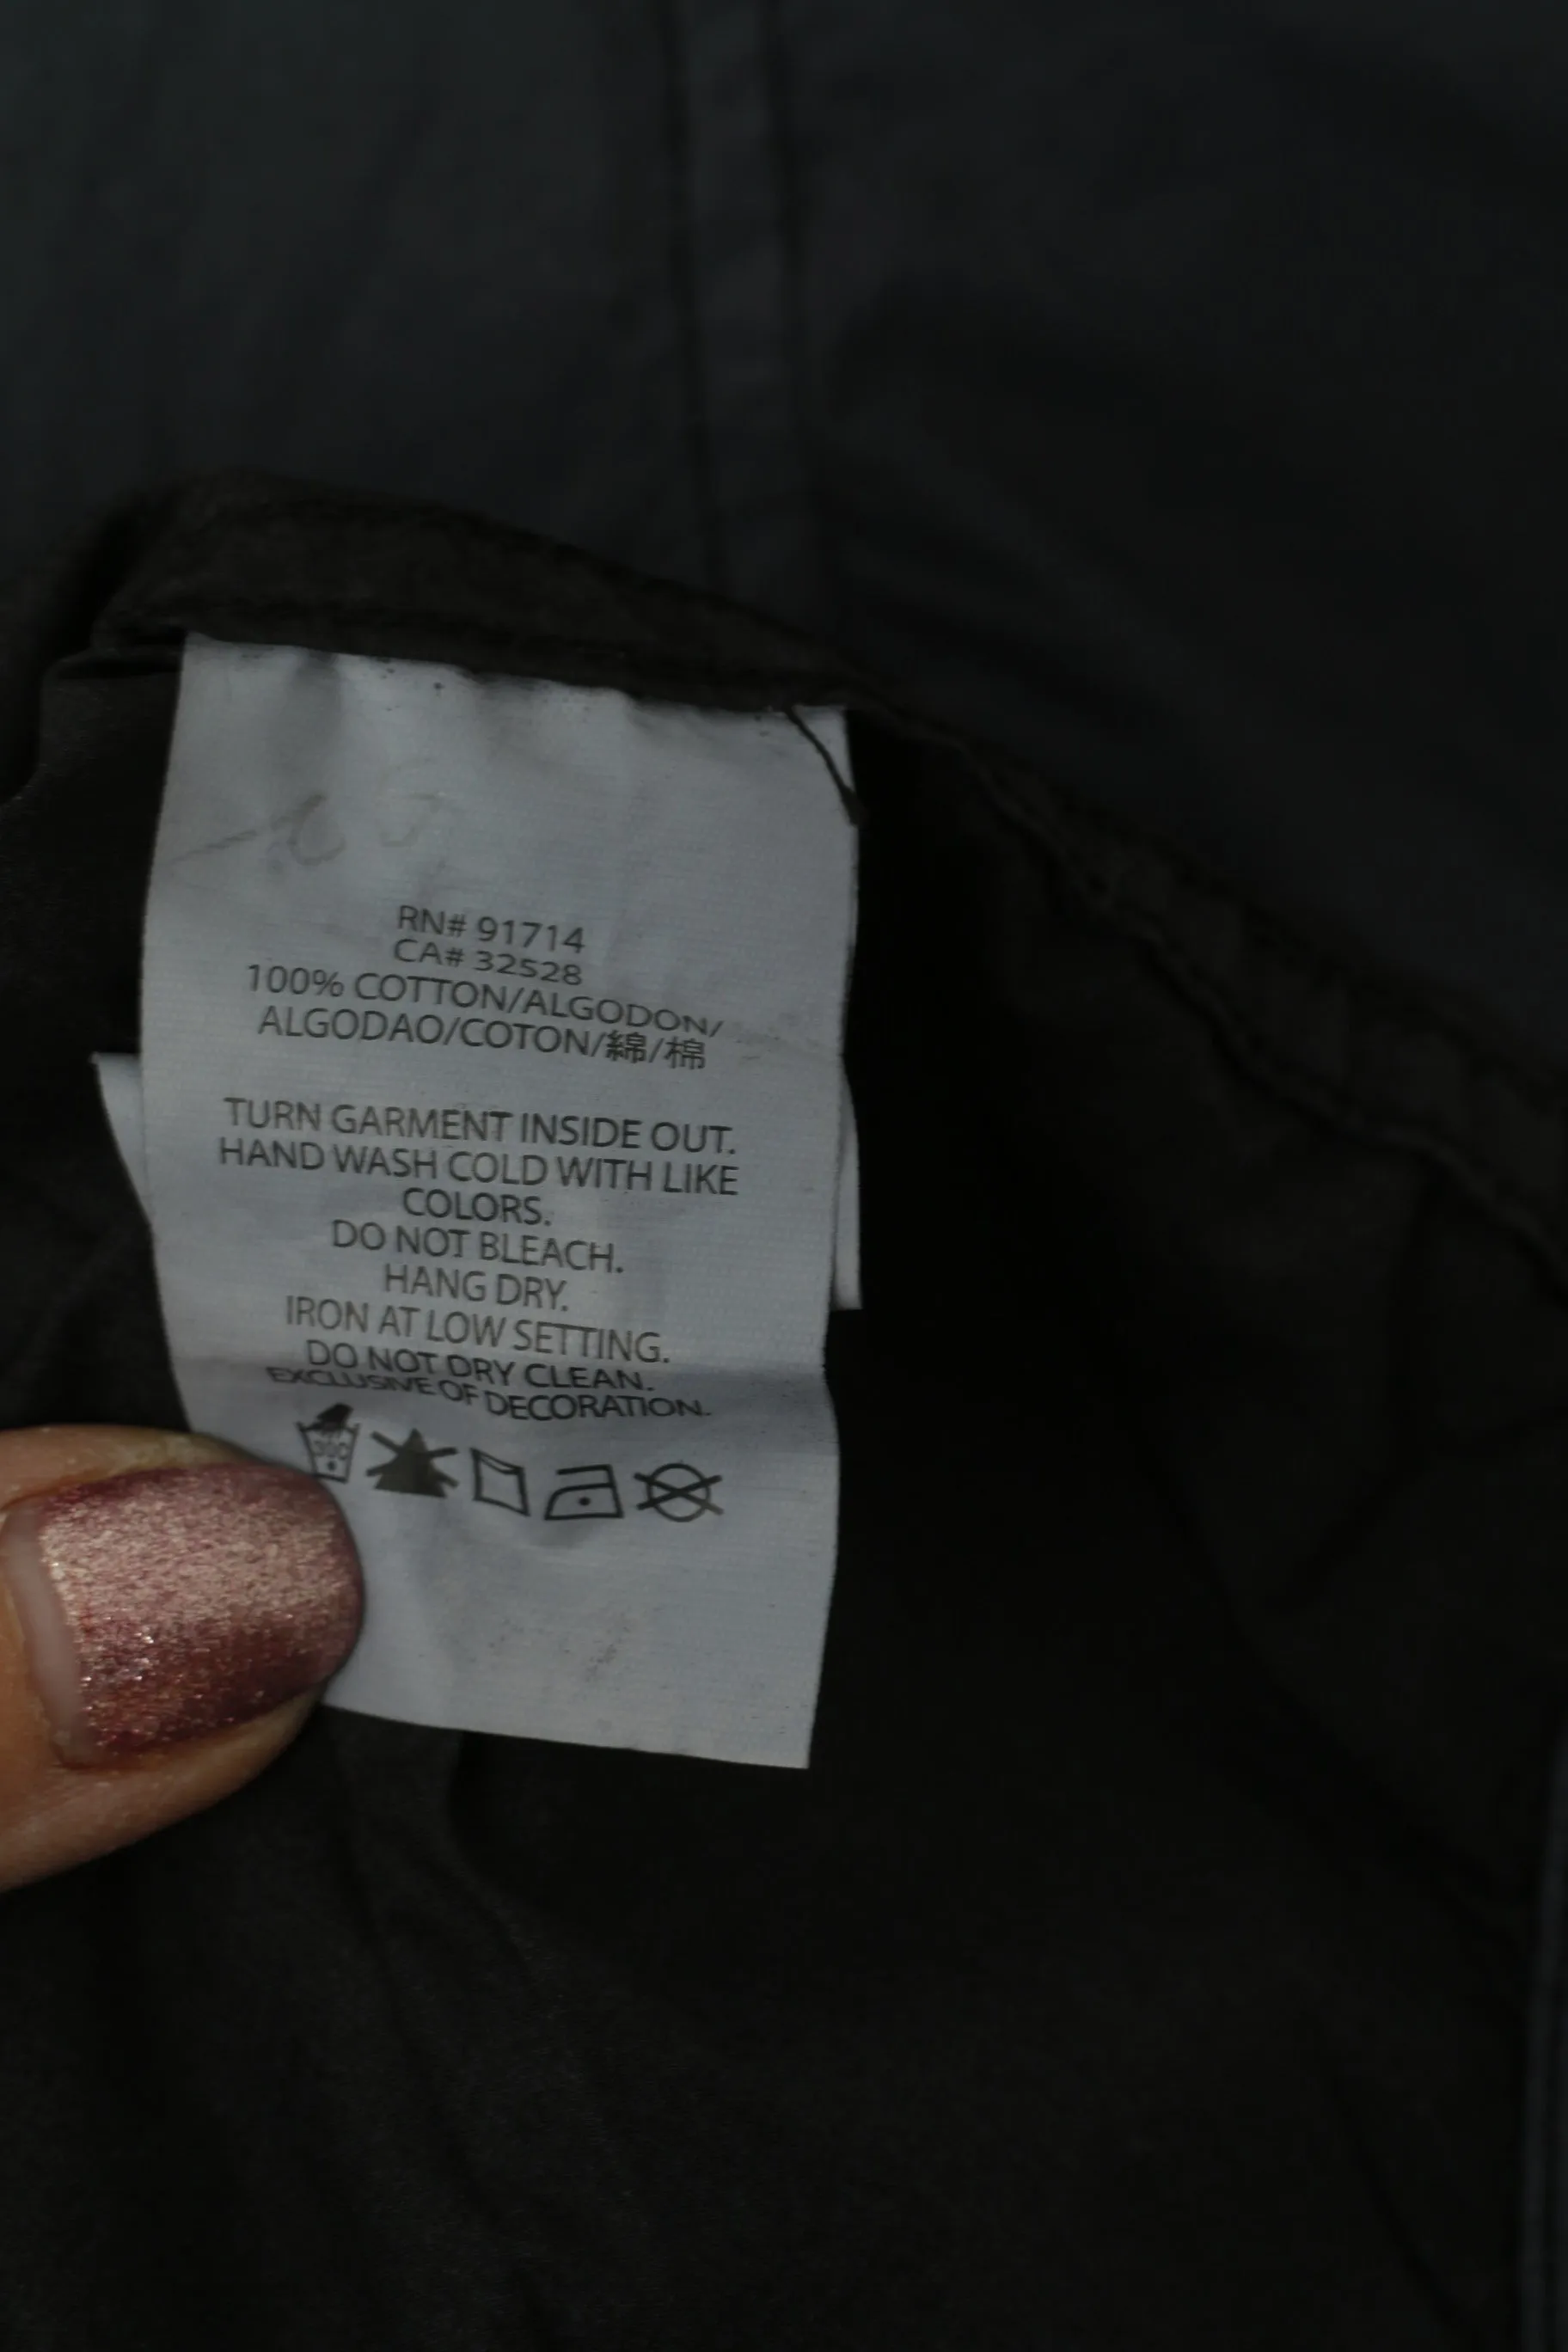 RN# 91714
CA# 32528
100% COTTON/ALGODON/
ALGODAO/COTON/綿/棉
TURN GARMENT INSIDE OUT.
HAND WASH COLD WITH LIKE
COLORS.
DO NOT BLEACH.
HANG DRY.
IRON AT LOW SETTING.
DO NOT DRY CLEAN.
EXCLUSIVE OF DECORATION.